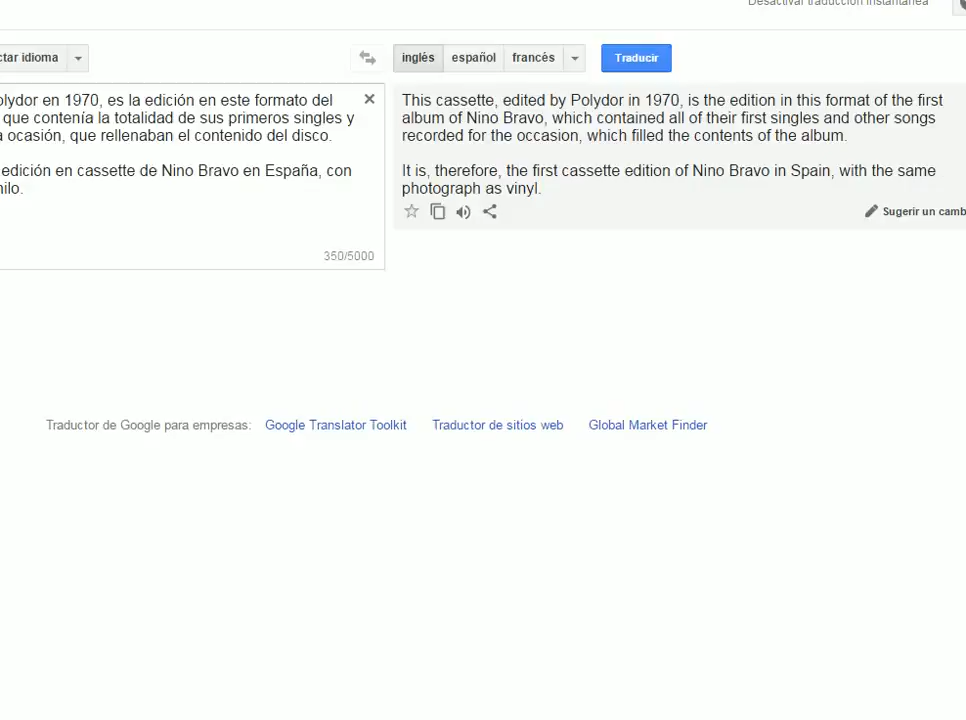 Desactivar traducción instantánea
ctar idioma
inglés español francés
Traducir
olydor en 1970, es la edición en este formato del
que contenía la totalidad de sus primeros singles y
a ocasión, que rellenaban el contenido del disco.
edición en cassette de Nino Bravo en España, con
nilo.
350/5000
This cassette, edited by Polydor in 1970, is the edition in this format of the first
album of Nino Bravo, which contained all of their first singles and other songs
recorded for the occasion, which filled the contents of the album.
It is, therefore, the first cassette edition of Nino Bravo in Spain, with the same
photograph as vinyl.
Sugerir un camb
Traductor de Google para empresas: Google Translator Toolkit Traductor de sitios web Global Market Finder